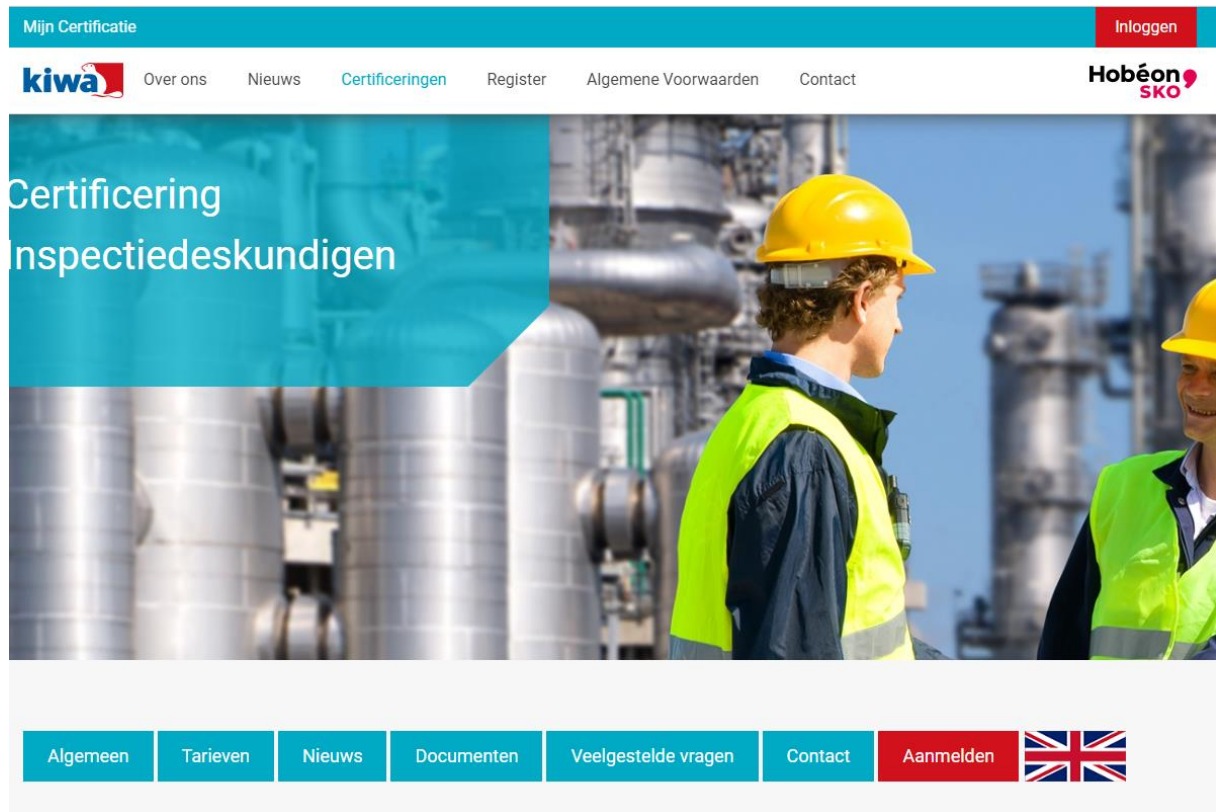 Mijn Certificatie
Inloggen
kiwa Over ons Nieuws Certificeringen Register Algemene Voorwaarden Contact Hobéon
SKO
Certificering
Inspectiedeskundigen
Algemeen Tarieven Nieuws Documenten Veelgestelde vragen Contact Aanmelden